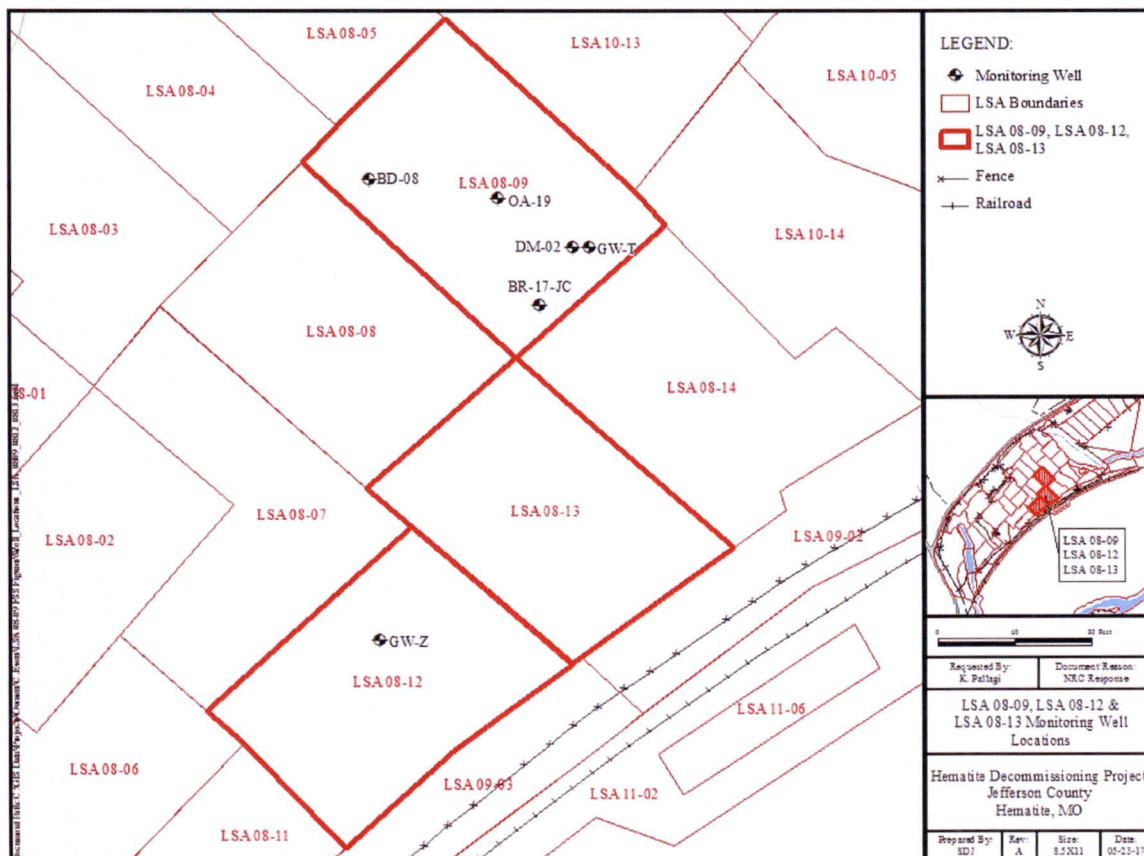 LSA 08-05
LSA 10-13
LSA 10-05
LSA 08-04
LSA 08-09
BD-08
OA-19
LSA 08-03
LSA 10-14
DM-02
GW-T
BR-17-JC
LSA 08-08
LSA 08-14
08-01
LSA 08-07
LSA 08-13
LSA 08-02
LSA 09-02
GW-Z
LSA 08-12
LSA 11-06
LSA 08-06
LSA 09-03
LSA 11-02
LSA 08-11
LEGEND:
Monitoring Well
LSA Boundaries
LSA 08-09, LSA 08-12,
LSA 08-13
Fence
Railroad
N
W
E
S
LSA 08-09
LSA 08-12
LSA 08-13
0
Feet
Requested By:
K. Pallagi
Document Reason:
NRC Response
LSA 08-09, LSA 08-12 &
LSA 08-13 Monitoring Well
Locations
Hematite Decommissioning Project
Jefferson County
Hematite, MO
Prepared By:
SDJ
Rev:
A
Size:
8.5X11
Date: